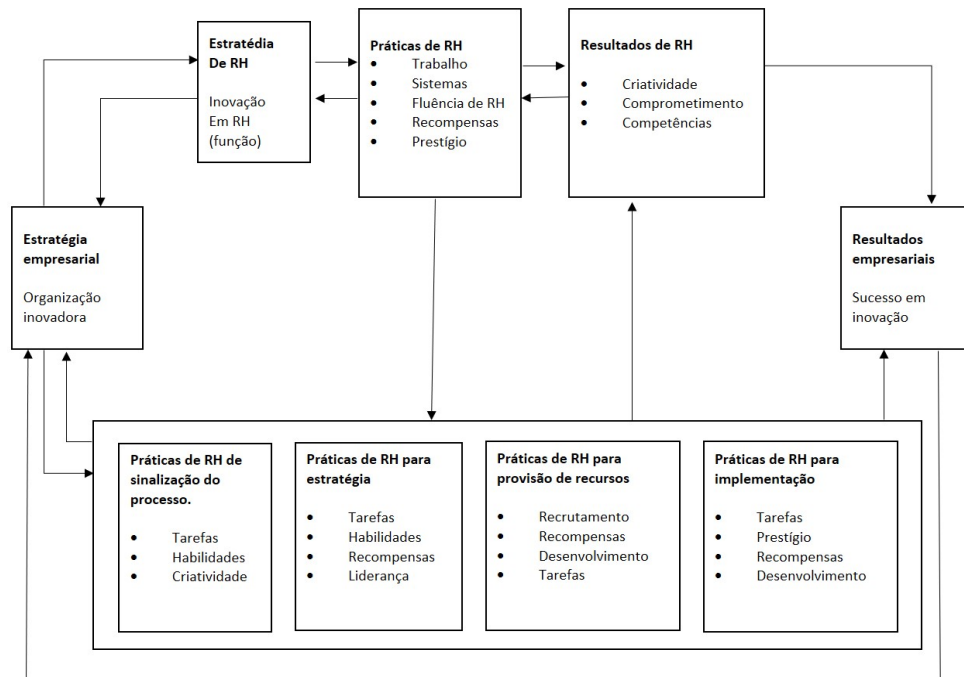 Estratédia
De RH
Inovação
Em RH
(função)
Práticas de RH
• Trabalho
• Sistemas
• Fluência de RH
• Recompensas
• Prestígio
Resultados de RH
• Criatividade
• Comprometimento
• Competências
Estratégia
empresarial
Organização
inovadora
Resultados
empresariais
Sucesso em
inovação
Práticas de RH de
sinalização do
processo.
• Tarefas
• Habilidades
• Criatividade
Práticas de RH para
estratégia
• Tarefas
• Habilidades
• Recompensas
• Liderança
Práticas de RH para
provisão de recursos
• Recrutamento
• Recompensas
• Desenvolvimento
• Tarefas
Práticas de RH para
implementação
• Tarefas
• Prestígio
• Recompensas
• Desenvolvimento